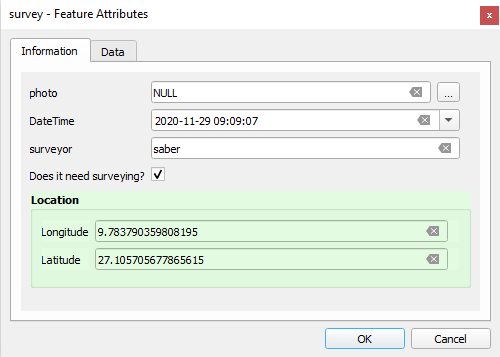 survey - Feature Attributes
Information Data
photo NULL ...
DateTime 2020-11-29 09:09:07
surveyor saber
Does it need surveying?
Location
Longitude 9.783790359808195
Latitude 27.105705677865615
OK Cancel